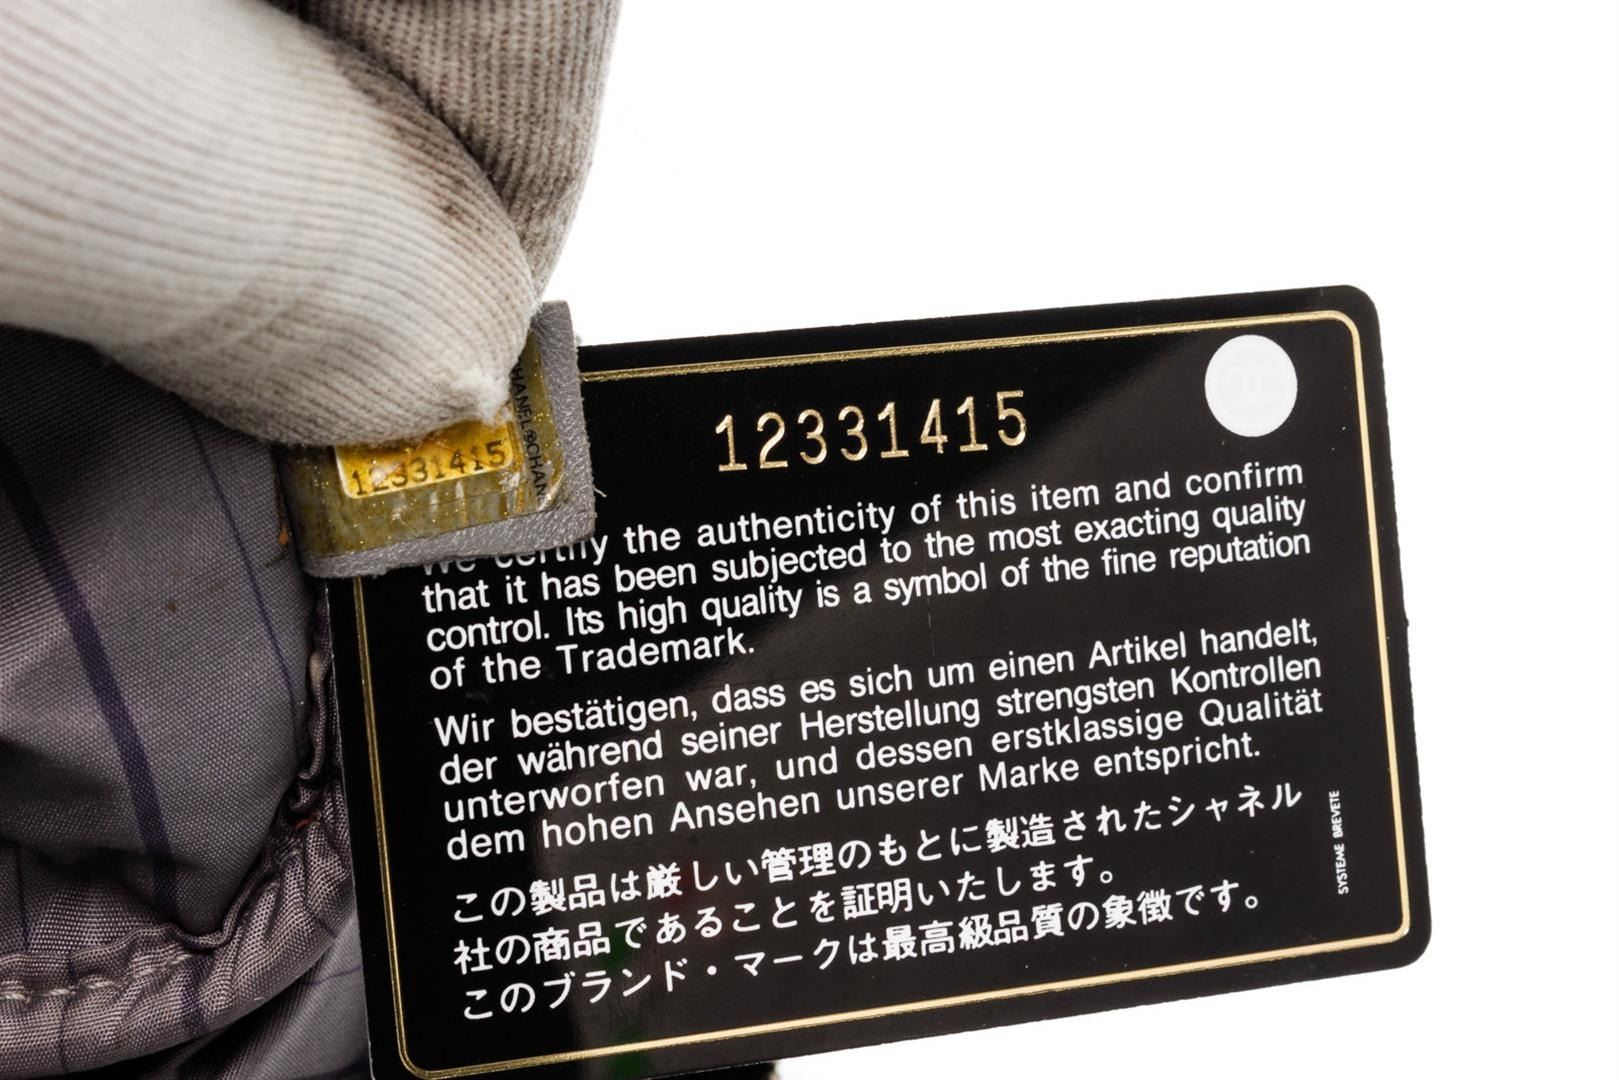 12331415
CHANEL CHAN
12331415
We certify the authenticity of this item and confirm
that it has been subjected to the most exacting quality
control. Its high quality is a symbol of the fine reputation
of the Trademark.
Wir bestätigen, dass es sich um einen Artikel handelt,
der während seiner Herstellung strengsten Kontrollen
unterworfen war, und dessen erstklassige Qualität
dem hohen Ansehen unserer Marke entspricht.
この製品は厳しい管理のもとに製造されたシャネル
社の商品であることを証明いたします。
このブランド・マークは最高級品質の象徴です。
SYSTEME BREVETE